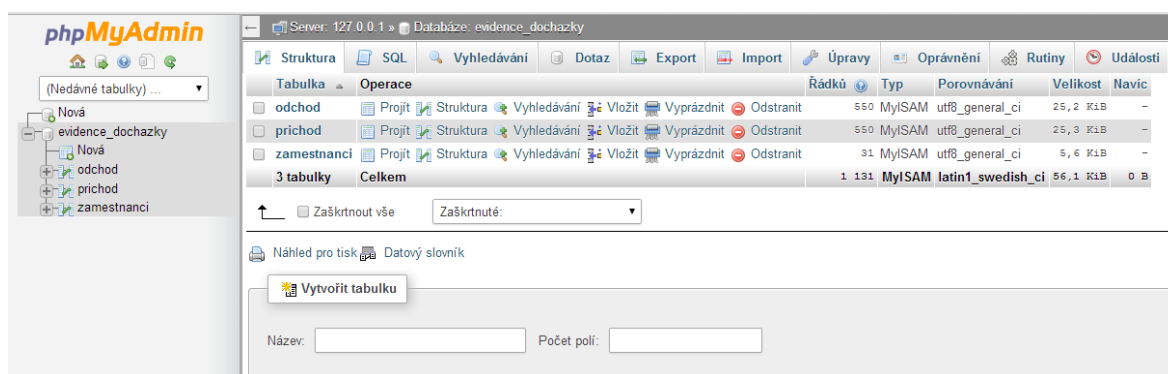 phpMyAdmin
(Nedávné tabulky) ...
Nová
evidence_dochazky
Nová
odchod
prichod
zamestnanci
Server: 127.0.0.1 » Databáze: evidence_dochazky
Struktura SQL Vyhledávání Dotaz Export Import Úpravy Oprávnění Rutiny Události
Tabulka Operace Řádků Typ Porovnávání Velikost Navíc
odchod Projít Struktura Vyhledávání Vložit Vyprázdnit Odstranit 550 MyISAM utf8_general_ci 25,2 KiB -
prichod Projít Struktura Vyhledávání Vložit Vyprázdnit Odstranit 550 MyISAM utf8_general_ci 25,3 KiB -
zamestnanci Projít Struktura Vyhledávání Vložit Vyprázdnit Odstranit 31 MyISAM utf8_general_ci 5,6 KiB -
3 tabulky Celkem 1 131 MyISAM latin1_swedish_ci 56,1 KiB 0 B
Zaškrtnout vše Zaškrtnuté:
Náhled pro tisk Datový slovník
Vytvořit tabulku
Název: Počet polí: